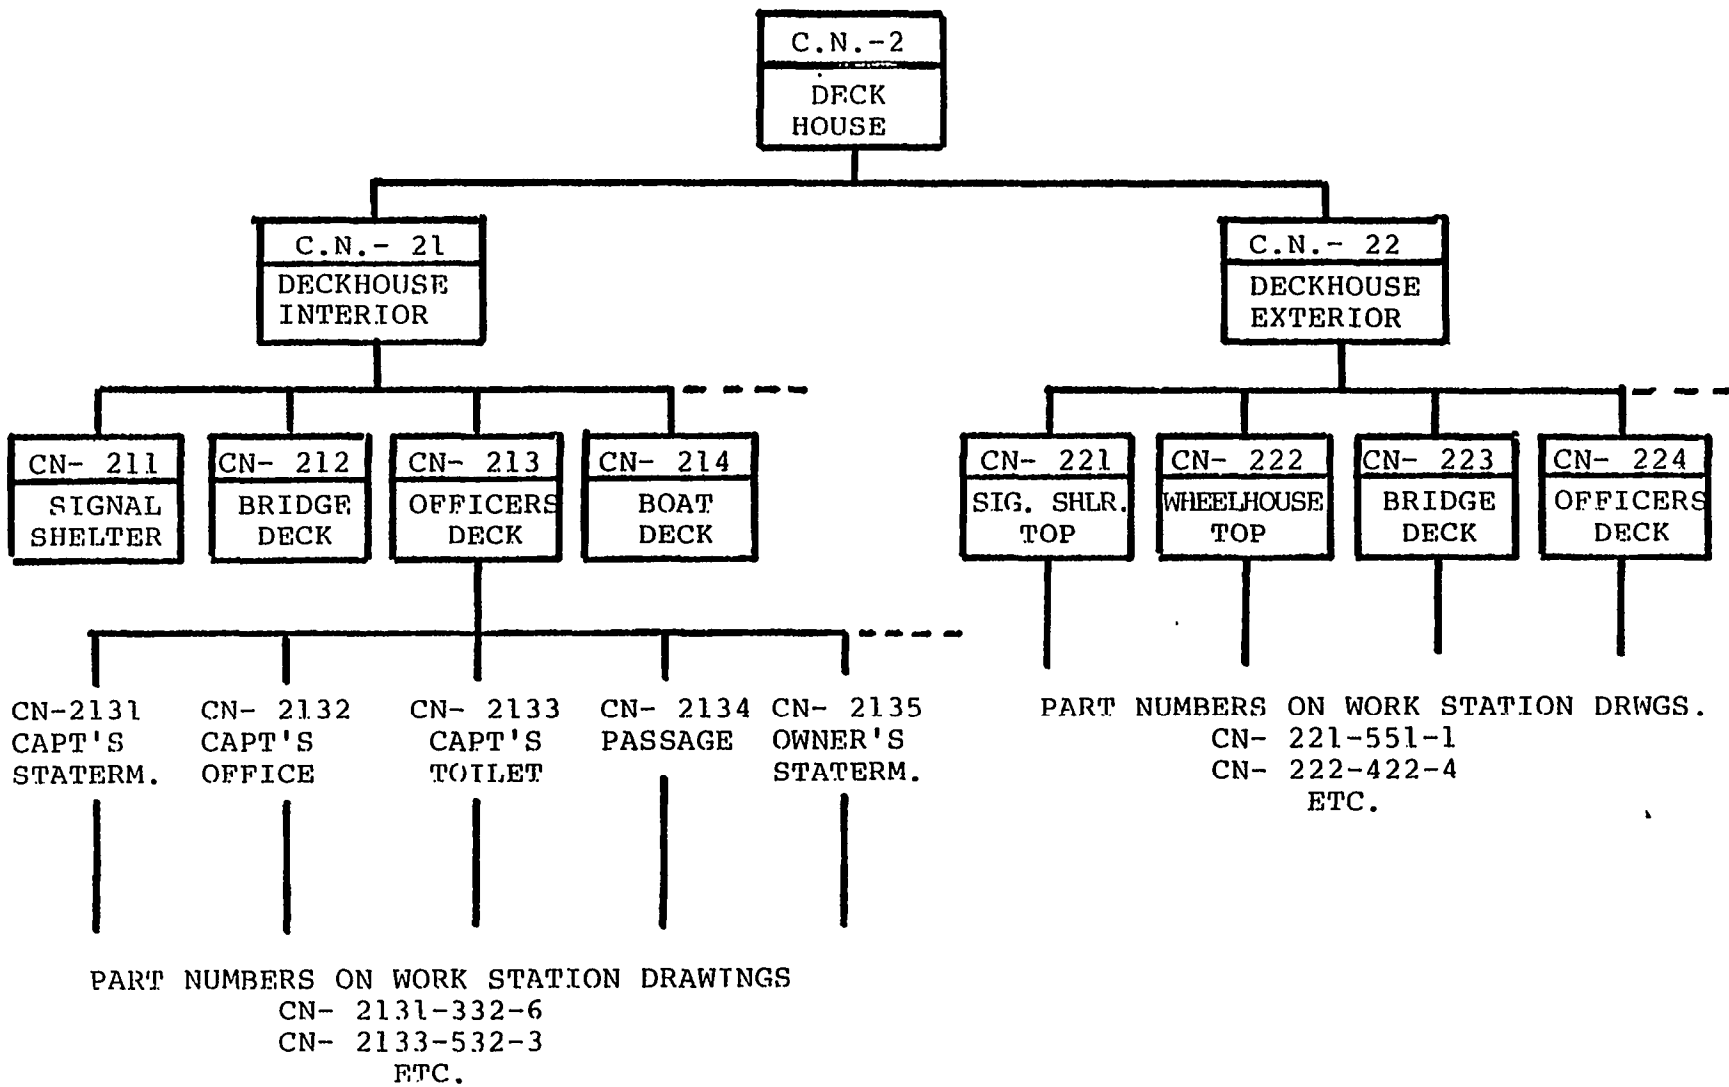 C.N.-2
DECK
HOUSE
C.N.- 21
DECKHOUSE
INTERIOR
C.N.- 22
DECKHOUSE
EXTERIOR
CN- 211
SIGNAL
SHELTER
CN- 212
BRIDGE
DECK
CN- 213
OFFICERS
DECK
CN- 214
BOAT
DECK
CN- 221
SIG. SHLR.
TOP
CN- 222
WHEELHOUSE
TOP
CN- 223
BRIDGE
DECK
CN- 224
OFFICERS
DECK
CN-2131
CAPT'S
STATERM.
CN- 2132
CAPT'S
OFFICE
CN- 2133
CAPT'S
TOILET
CN- 2134
PASSAGE
CN- 2135
OWNER'S
STATERM.
PART NUMBERS ON WORK STATION DRWGS.
CN- 221-551-1
CN- 222-422-4
ETC.
PART NUMBERS ON WORK STATION DRAWINGS
CN- 2131-332-6
CN- 2133-532-3
ETC.